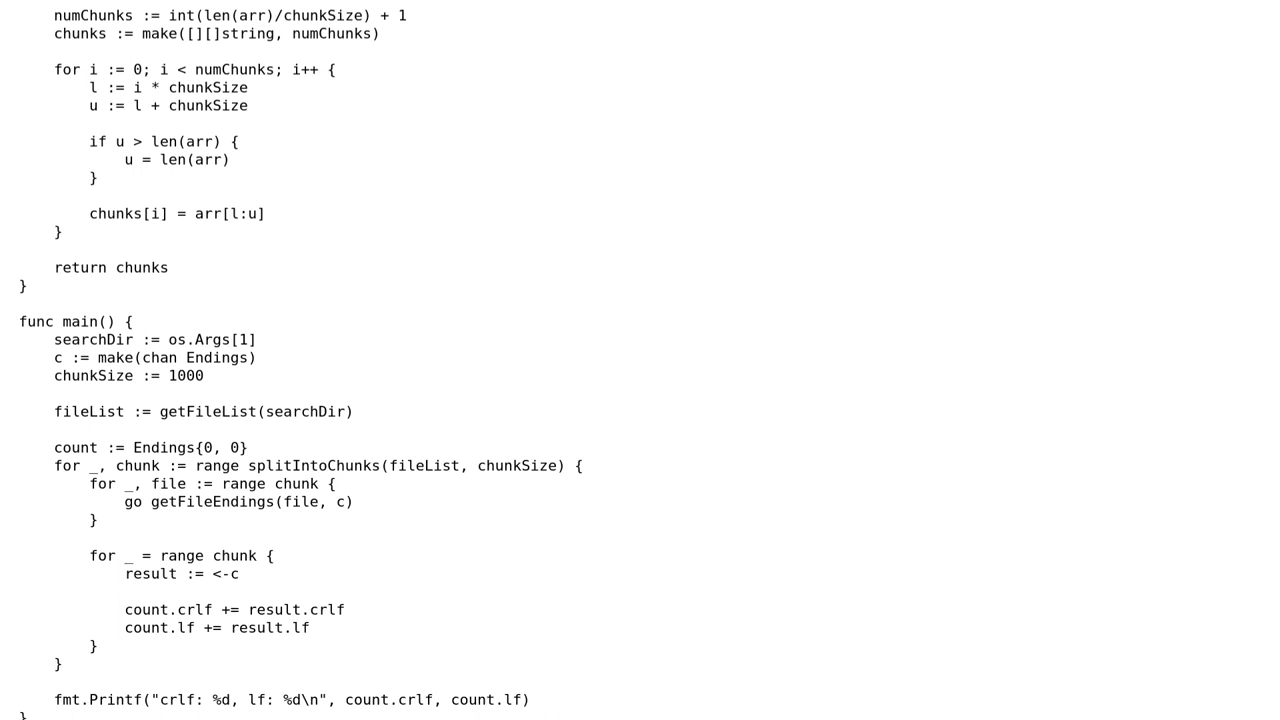 numChunks := int(len(arr)/chunkSize) + 1
chunks := make([][]string, numChunks)
for i := 0; i < numChunks; i++ {
l := i * chunkSize
u := l + chunkSize
if u > len(arr) {
u = len(arr)
}
chunks[i] = arr[l:u]
}
return chunks
}
func main() {
searchDir := os.Args[1]
c := make(chan Endings)
chunkSize := 1000
fileList := getFileList(searchDir)
count := Endings{0, 0}
for _, chunk := range splitIntoChunks(fileList, chunkSize) {
for _, file := range chunk {
go getFileEndings(file, c)
}
for _ = range chunk {
result := <-c
count.crlf += result.crlf
count.lf += result.lf
}
}
fmt.Printf("crlf: %d, lf: %d\n", count.crlf, count.lf)
}